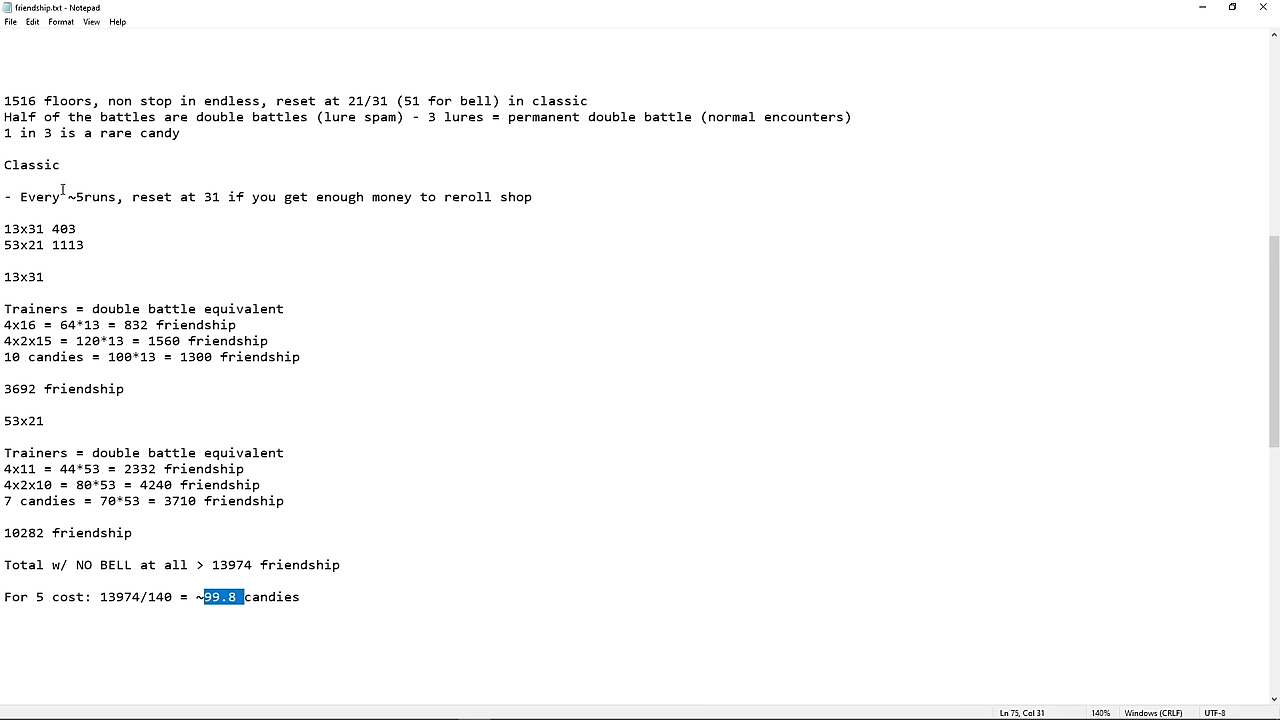 friendship.txt - Notepad
File Edit Format View Help
1516 floors, non stop in endless, reset at 21/31 (51 for bell) in classic
Half of the battles are double battles (lure spam) - 3 lures = permanent double battle (normal encounters)
1 in 3 is a rare candy
Classic
- Every ~5runs, reset at 31 if you get enough money to reroll shop
13x31 403
53x21 1113
13x31
Trainers = double battle equivalent
4x16 = 64*13 = 832 friendship
4x2x15 = 120*13 = 1560 friendship
10 candies = 100*13 = 1300 friendship
3692 friendship
53x21
Trainers = double battle equivalent
4x11 = 44*53 = 2332 friendship
4x2x10 = 80*53 = 4240 friendship
7 candies = 70*53 = 3710 friendship
10282 friendship
Total w/ NO BELL at all > 13974 friendship
For 5 cost: 13974/140 = ~99.8 candies
Ln 75, Col 31 140% Windows (CRLF) UTF-8